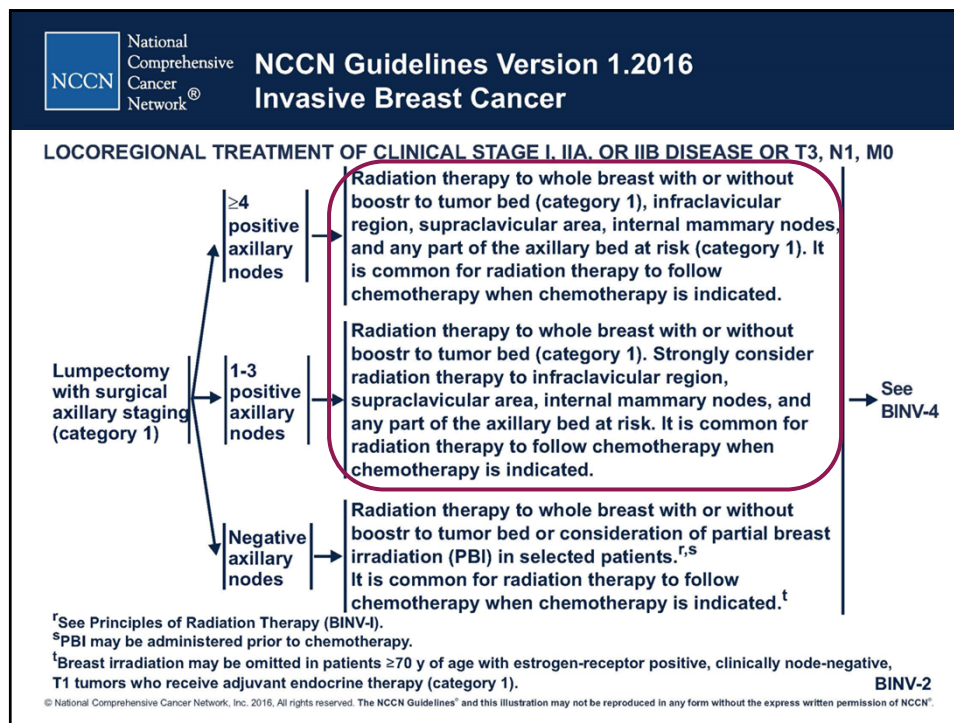 NCCN
National
Comprehensive
Cancer
Network®
NCCN Guidelines Version 1.2016
Invasive Breast Cancer
LOCOREGIONAL TREATMENT OF CLINICAL STAGE I, IIA, OR IIB DISEASE OR T3, N1, M0
Lumpectomy
with surgical
axillary staging
(category 1)
≥4
positive
axillary
nodes
Radiation therapy to whole breast with or without
boostr to tumor bed (category 1), infraclavicular
region, supraclavicular area, internal mammary nodes,
and any part of the axillary bed at risk (category 1). It
is common for radiation therapy to follow
chemotherapy when chemotherapy is indicated.
1-3
positive
axillary
nodes
Radiation therapy to whole breast with or without
boostr to tumor bed (category 1). Strongly consider
radiation therapy to infraclavicular region,
supraclavicular area, internal mammary nodes, and
any part of the axillary bed at risk. It is common for
radiation therapy to follow chemotherapy when
chemotherapy is indicated.
Negative
axillary
nodes
Radiation therapy to whole breast with or without
boostr to tumor bed or consideration of partial breast
irradiation (PBI) in selected patients.r,s
It is common for radiation therapy to follow
chemotherapy when chemotherapy is indicated.t
See
BINV-4
rSee Principles of Radiation Therapy (BINV-I).
sPBI may be administered prior to chemotherapy.
tBreast irradiation may be omitted in patients ≥70 y of age with estrogen-receptor positive, clinically node-negative,
T1 tumors who receive adjuvant endocrine therapy (category 1).
BINV-2
© National Comprehensive Cancer Network, Inc. 2016, All rights reserved. The NCCN Guidelines® and this illustration may not be reproduced in any form without the express written permission of NCCN®.